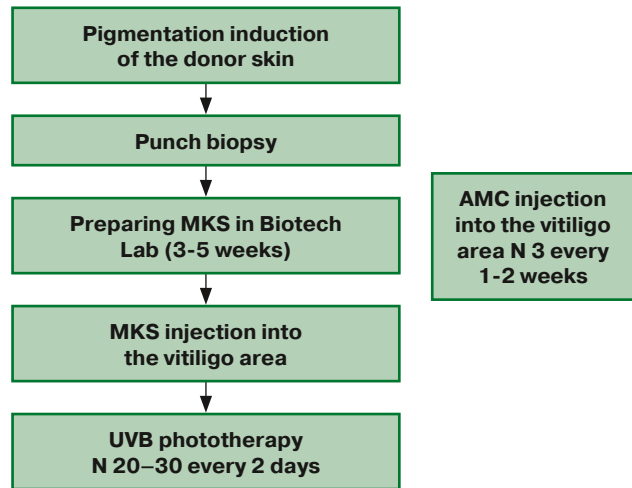 Pigmentation induction
of the donor skin
Punch biopsy
Preparing MKS in Biotech
Lab (3-5 weeks)
AMC injection
into the vitiligo
area N 3 every
1-2 weeks
MKS injection into
the vitiligo area
UVB phototherapy
N 20–30 every 2 days